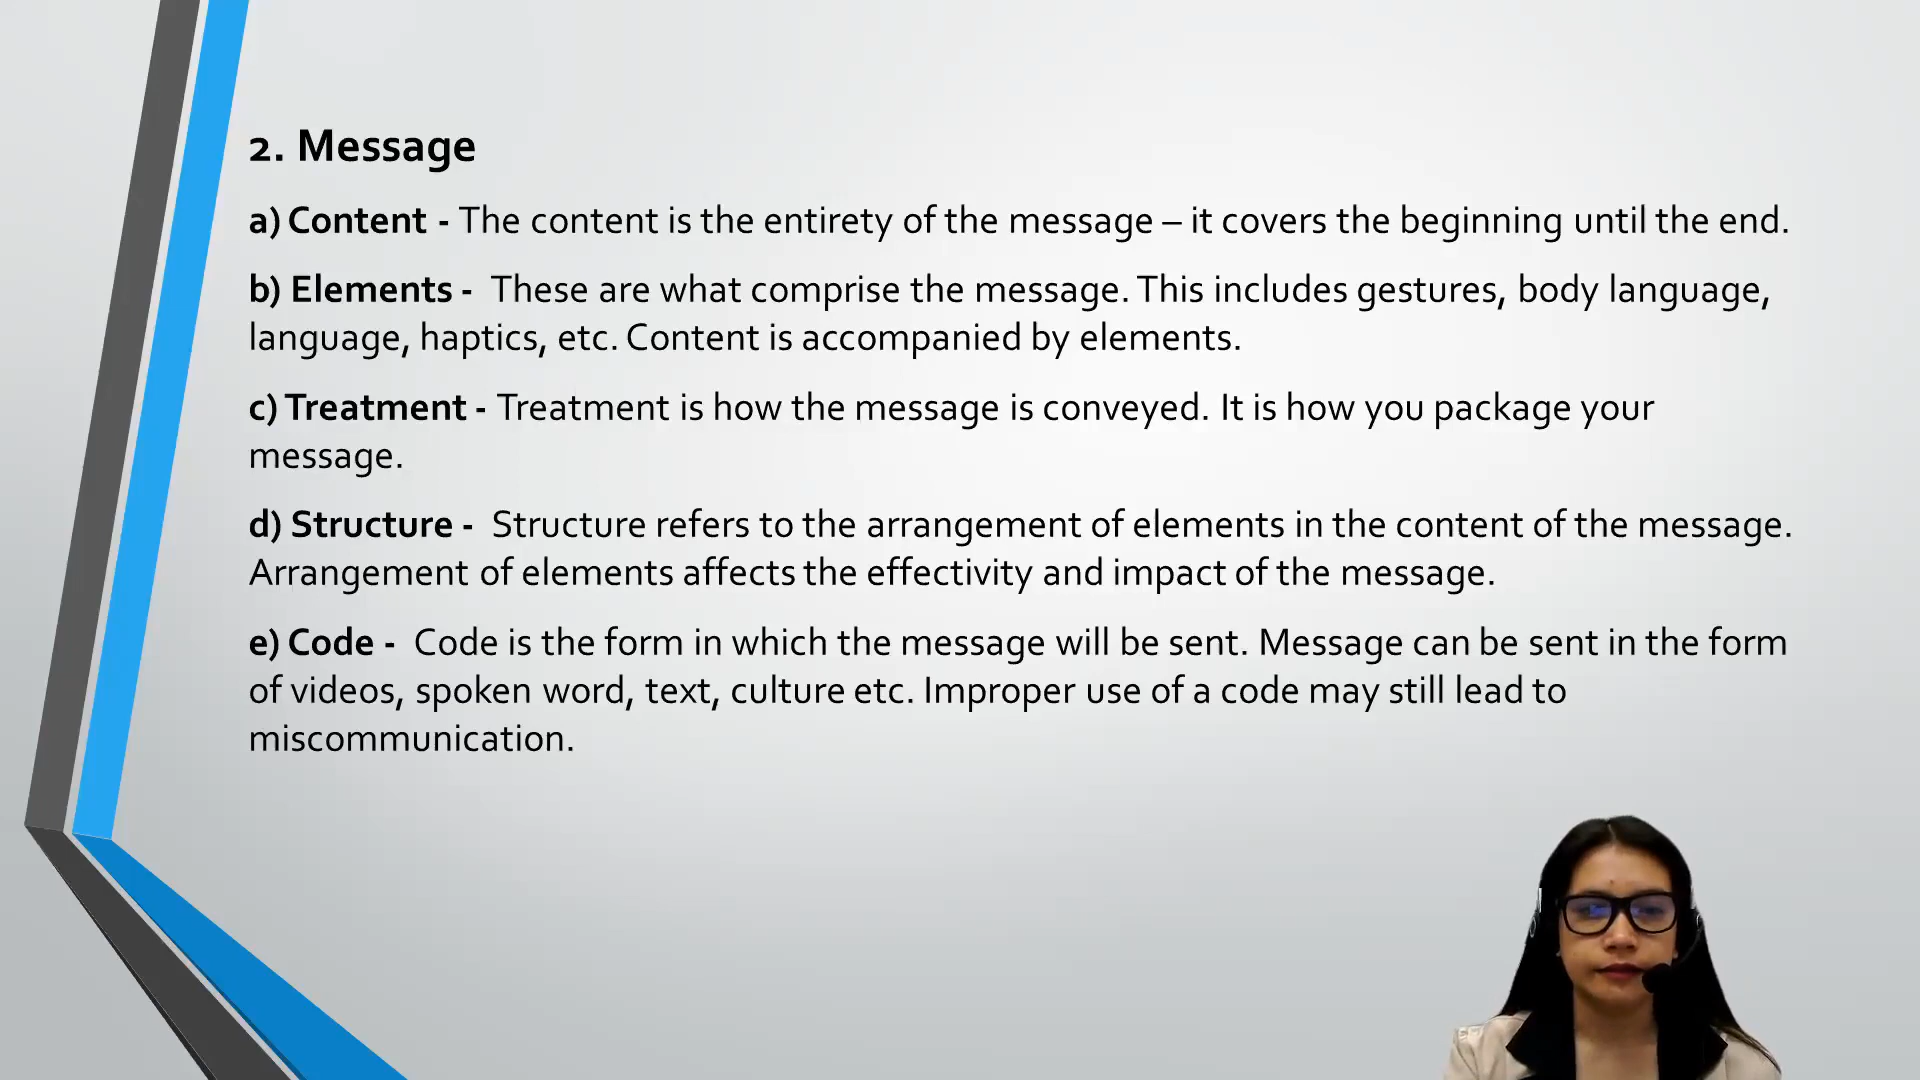 2. Message
a) Content - The content is the entirety of the message – it covers the beginning until the end.
b) Elements - These are what comprise the message. This includes gestures, body language,
language, haptics, etc. Content is accompanied by elements.
c) Treatment - Treatment is how the message is conveyed. It is how you package your
message.
d) Structure - Structure refers to the arrangement of elements in the content of the message.
Arrangement of elements affects the effectivity and impact of the message.
e) Code - Code is the form in which the message will be sent. Message can be sent in the form
of videos, spoken word, text, culture etc. Improper use of a code may still lead to
miscommunication.